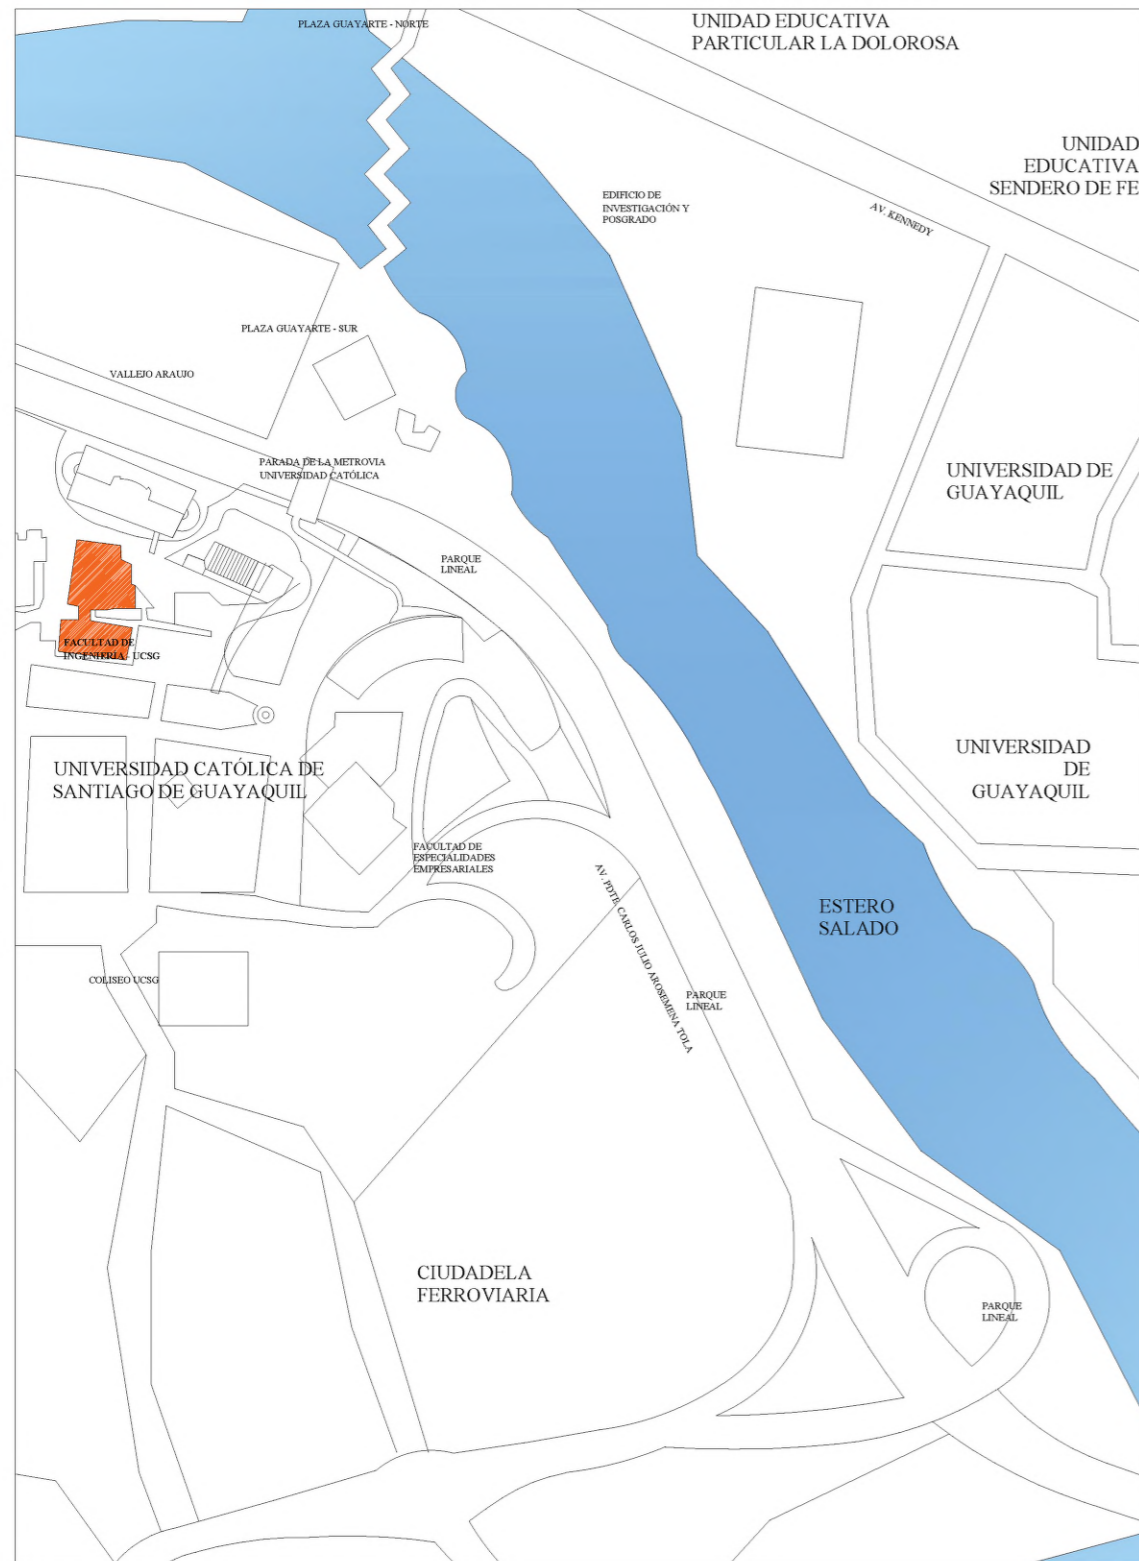 PLAZA GUAYARTE - NORTE
UNIDAD EDUCATIVA
PARTICULAR LA DOLOROSA
UNIDAD
EDUCATIVA
SENDERO DE FE
EDIFICIO DE
INVESTIGACIÓN Y
POSGRADO
AV. KENNEDY
PLAZA GUAYARTE - SUR
VALLEJO ARAUJO
PARADA DE LA METROVIA
UNIVERSIDAD CATÓLICA
UNIVERSIDAD DE
GUAYAQUIL
PARQUE
LINEAL
FACULTAD DE
INGENIERIA - UCSG
UNIVERSIDAD CATÓLICA DE
SANTIAGO DE GUAYAQUIL
UNIVERSIDAD
DE
GUAYAQUIL
FACULTAD DE
ESPECIALIDADES
EMPRESARIALES
AV. PDTE. CARLOS JULIO AROSEMENA TOLA
ESTERO
SALADO
COLISEO UCSG
PARQUE
LINEAL
CIUDADELA
FERROVIARIA
PARQUE
LINEAL